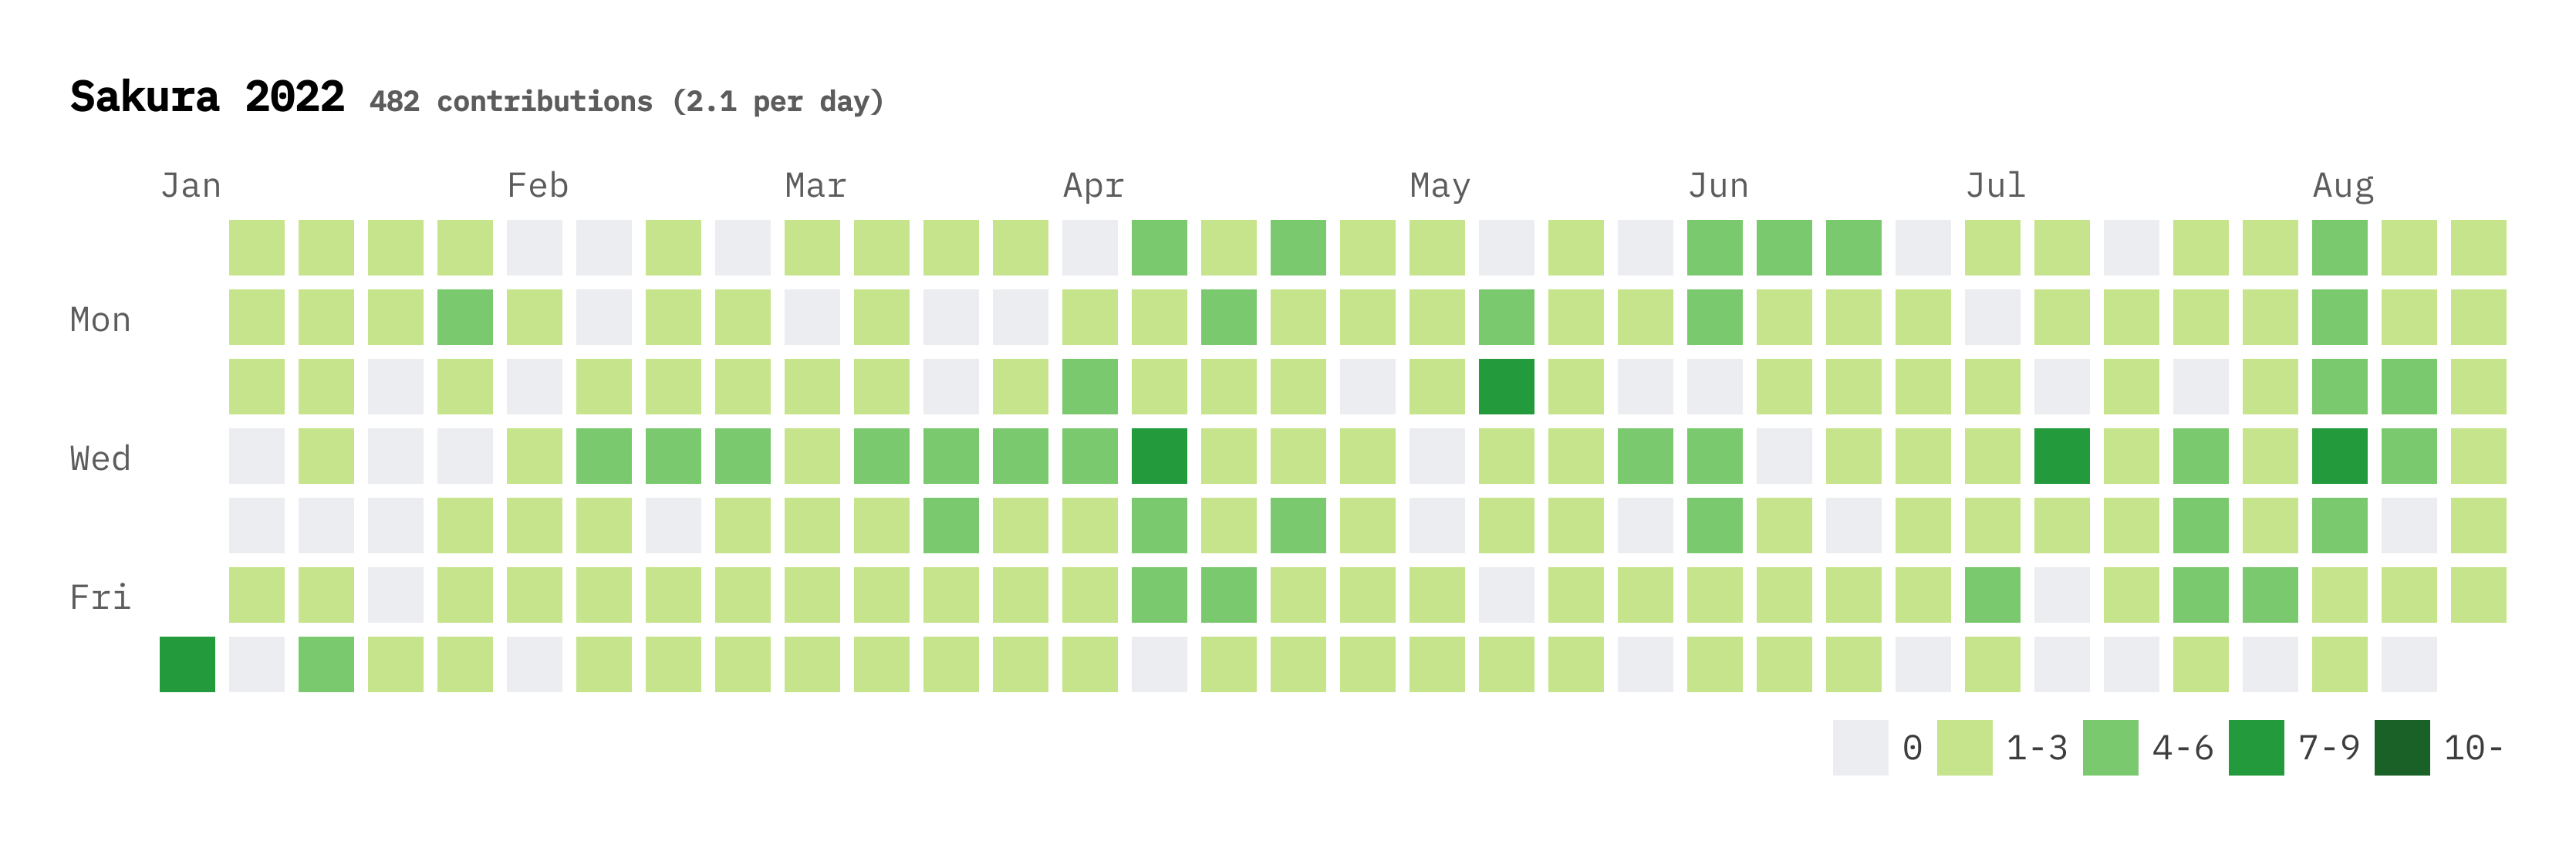 Sakura 2022 482 contributions (2.1 per day)
Jan Feb Mar Apr May Jun Jul Aug
Mon
Wed
Fri
0 1-3 4-6 7-9 10-